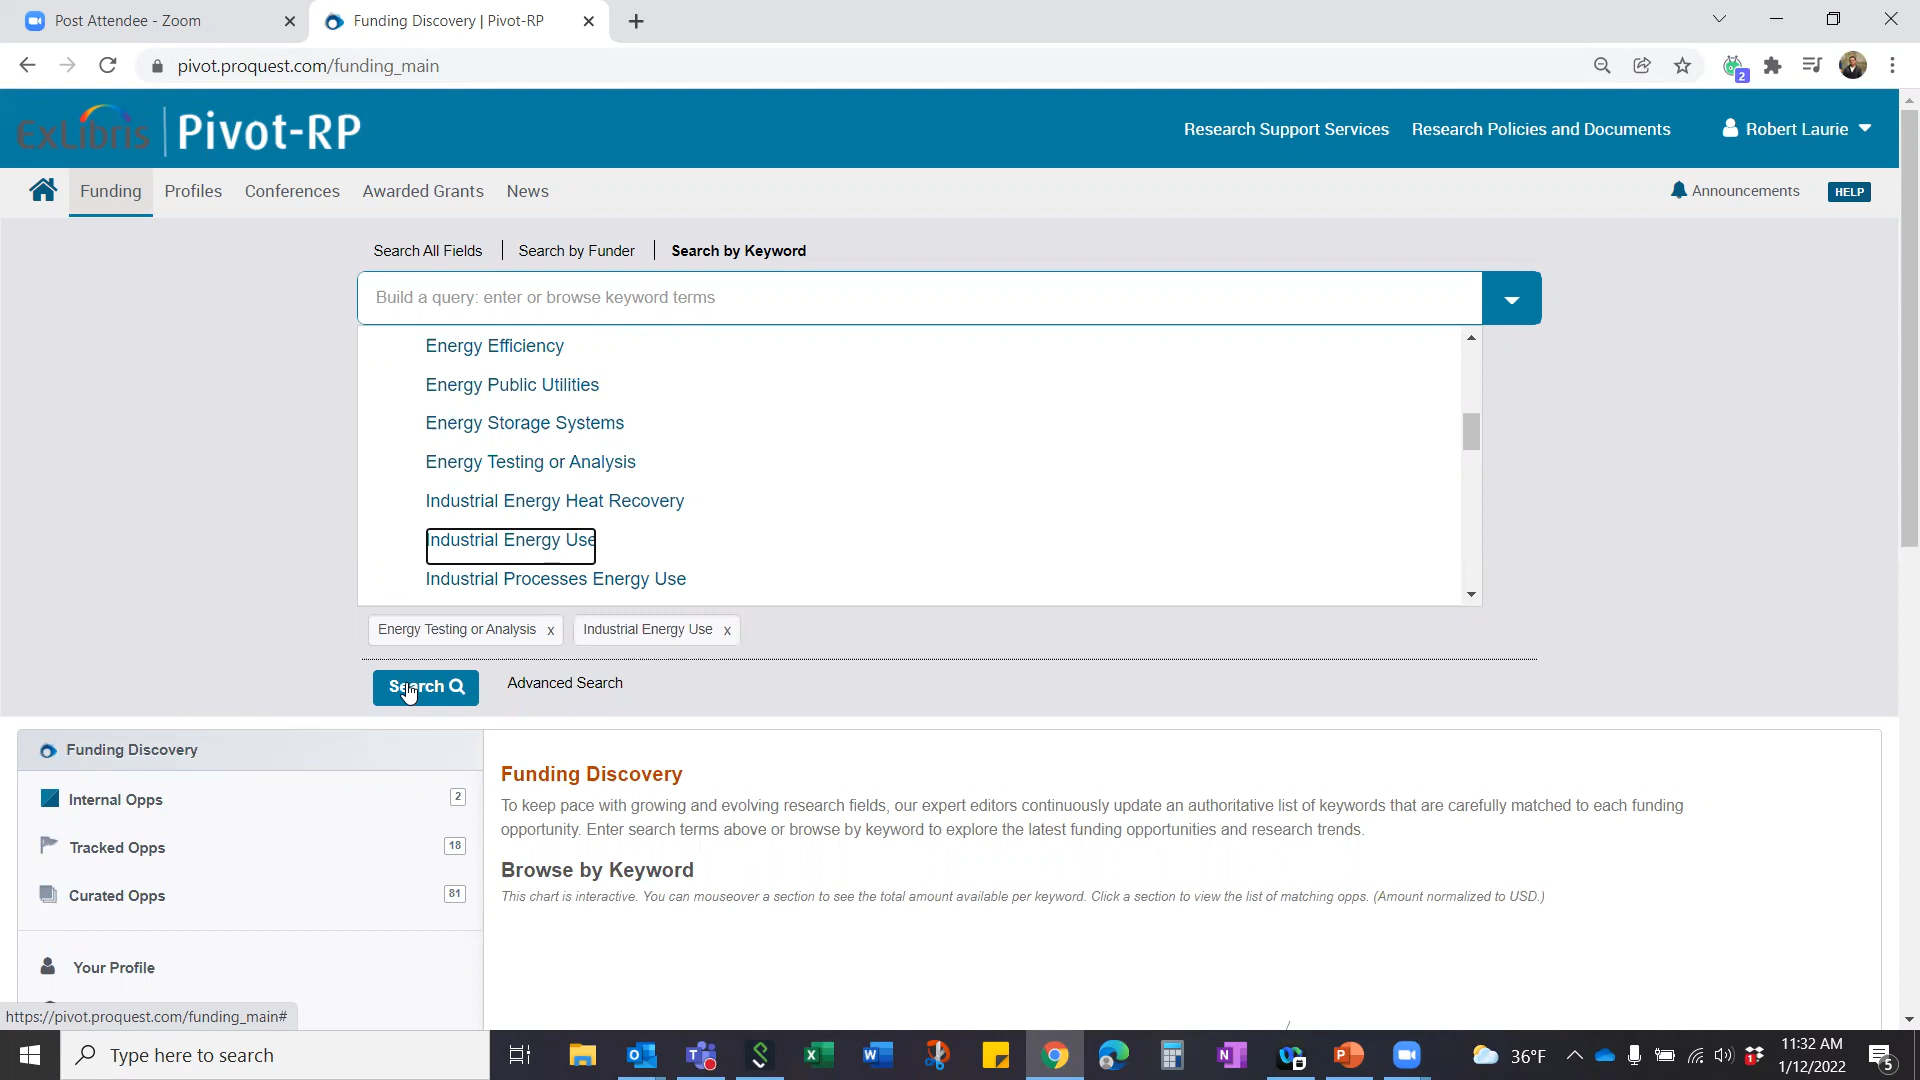 Post Attendee - Zoom
Funding Discovery | Pivot-RP
pivot.proquest.com/funding_main
2
ExLibris
Pivot-RP
Research Support Services
Research Policies and Documents
Robert Laurie
Funding
Profiles
Conferences
Awarded Grants
News
Announcements
HELP
Search All Fields
Search by Funder
Search by Keyword
Build a query: enter or browse keyword terms
Energy Efficiency
Energy Public Utilities
Energy Storage Systems
Energy Testing or Analysis
Industrial Energy Heat Recovery
Industrial Energy Use
Industrial Processes Energy Use
Energy Testing or Analysis x
Industrial Energy Use x
Search
Advanced Search
Funding Discovery
Internal Opps 2
Tracked Opps 18
Curated Opps 81
Your Profile
Funding Discovery
To keep pace with growing and evolving research fields, our expert editors continuously update an authoritative list of keywords that are carefully matched to each funding
opportunity. Enter search terms above or browse by keyword to explore the latest funding opportunities and research trends.
Browse by Keyword
This chart is interactive. You can mouseover a section to see the total amount available per keyword. Click a section to view the list of matching opps. (Amount normalized to USD.)
https://pivot.proquest.com/funding_main#
Type here to search
36°F
11:32 AM
1/12/2022
5